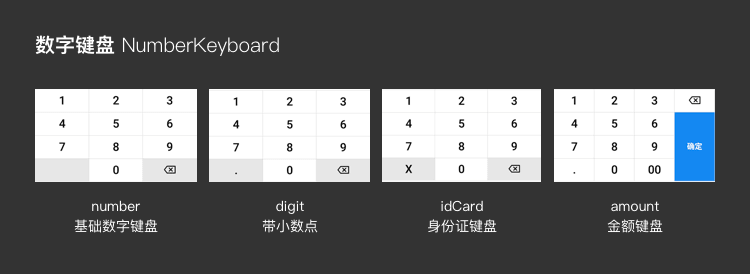 数字键盘 NumberKeyboard
1 2 3
4 5 6
7 8 9
0
number
基础数字键盘
1 2 3
4 5 6
7 8 9
. 0
digit
带小数点
1 2 3
4 5 6
7 8 9
X 0
idCard
身份证键盘
1 2 3
4 5 6
7 8 9
. 0 00
确定
amount
金额键盘